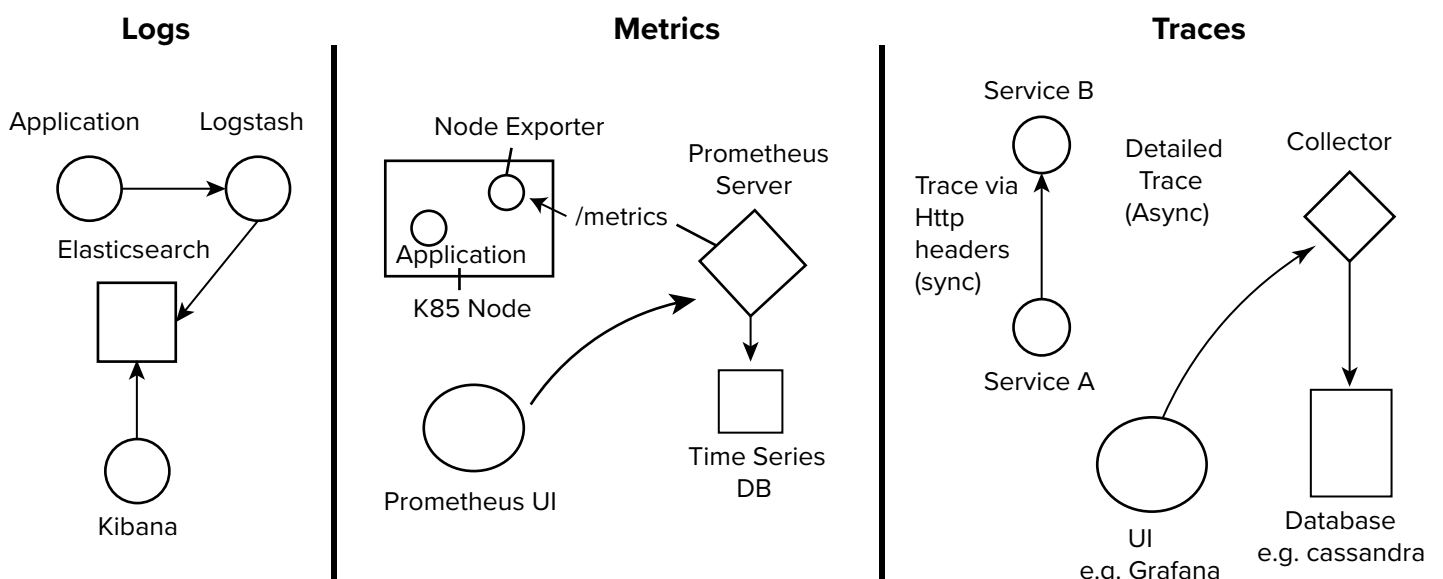 Logs
Application
Logstash
Elasticsearch
Kibana
Metrics
Node Exporter
Prometheus
Server
/metrics
Application
K85 Node
Prometheus UI
Time Series
DB
Traces
Service B
Trace via
Http
headers
(sync)
Service A
Detailed
Trace
(Async)
Collector
UI
e.g. Grafana
Database
e.g. cassandra